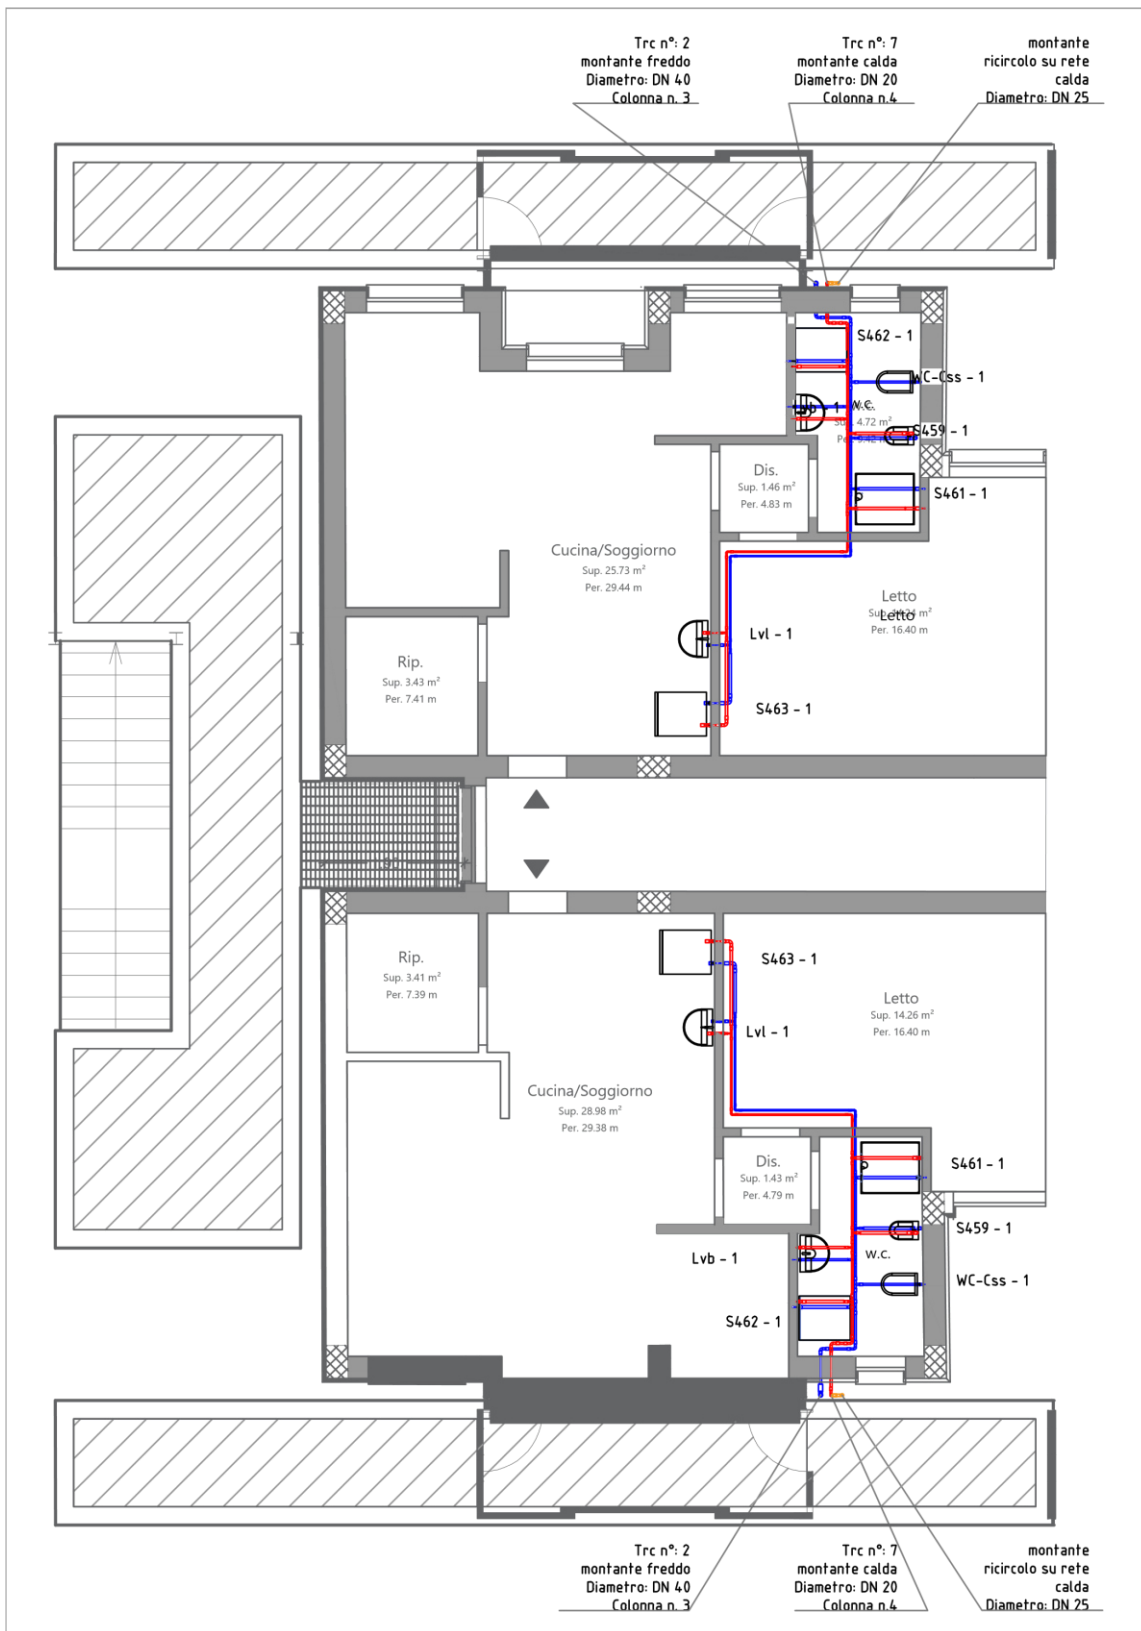 Trc n°: 2
montante freddo
Diametro: DN 40
Colonna n. 3
Trc n°: 7
montante calda
Diametro: DN 20
Colonna n.4
montante
ricircolo su rete
calda
Diametro: DN 25
S462 - 1
WC-Css - 1
- 1
w.c.
4.72 m²
S459 - 1
Dis.
Sup. 1.46 m²
Per. 4.83 m
S461 - 1
Cucina/Soggiorno
Sup. 25.73 m²
Per. 29.44 m
Letto
Letto
Per. 16.40 m
Lvl - 1
Rip.
Sup. 3.43 m²
Per. 7.41 m
S463 - 1
Rip.
Sup. 3.41 m²
Per. 7.39 m
S463 - 1
Letto
Sup. 14.26 m²
Per. 16.40 m
Lvl - 1
Cucina/Soggiorno
Sup. 28.98 m²
Per. 29.38 m
Dis.
Sup. 1.43 m²
Per. 4.79 m
S461 - 1
S459 - 1
Lvb - 1
w.c.
WC-Css - 1
S462 - 1
Trc n°: 2
montante freddo
Diametro: DN 40
Colonna n. 3
Trc n°: 7
montante calda
Diametro: DN 20
Colonna n.4
montante
ricircolo su rete
calda
Diametro: DN 25